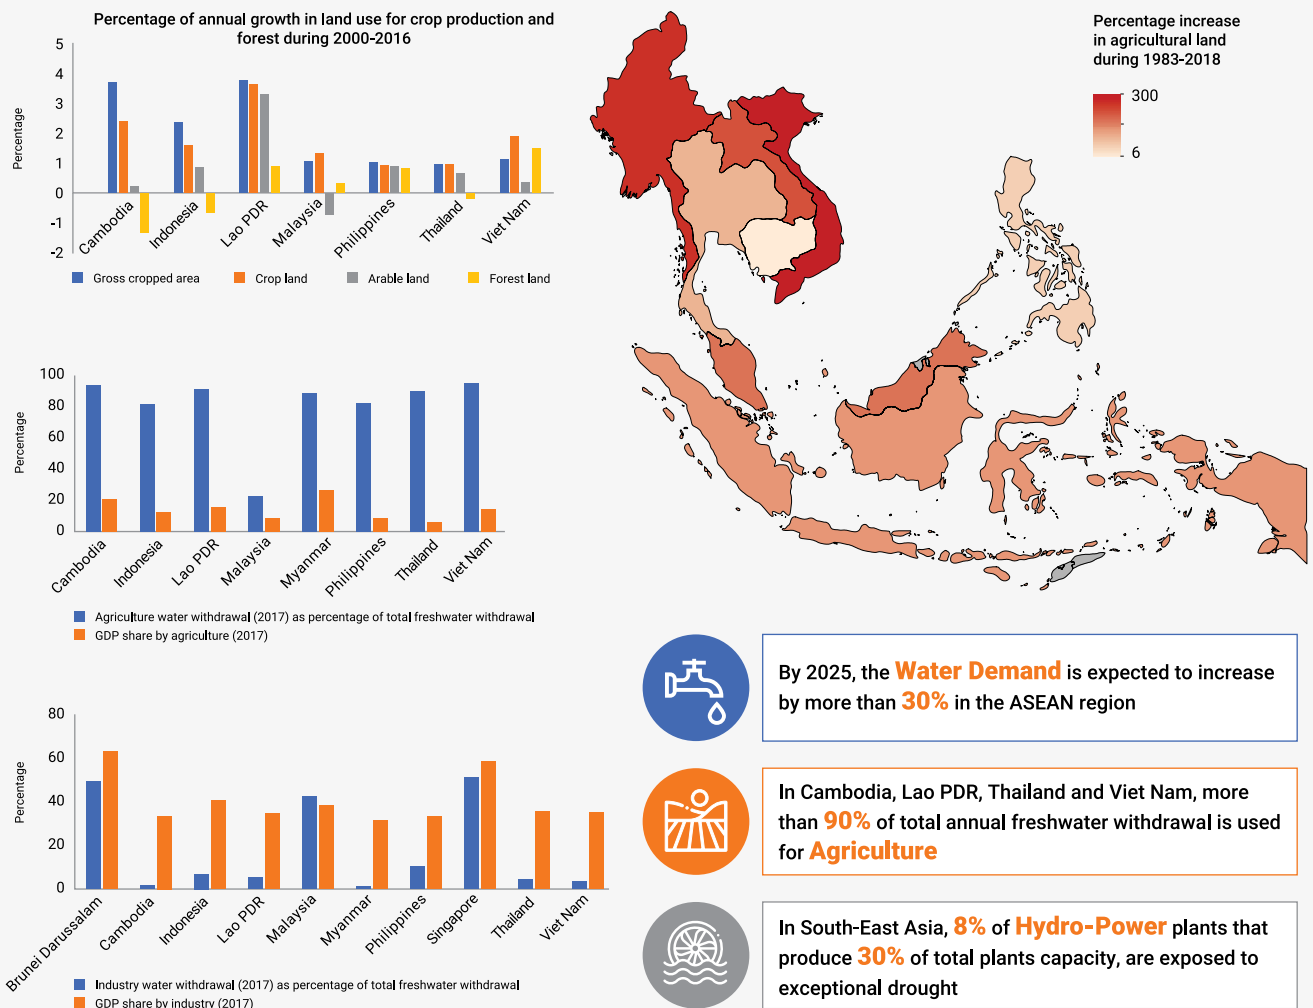 Percentage of annual growth in land use for crop production and
forest during 2000-2016
Percentage
5
4
3
2
1
0
-1
-2
Cambodia
Indonesia
Lao PDR
Malaysia
Philippines
Thailand
Viet Nam
Gross cropped area
Crop land
Arable land
Forest land
Percentage
100
80
60
40
20
0
Cambodia
Indonesia
Lao PDR
Malaysia
Myanmar
Philippines
Thailand
Viet Nam
Agriculture water withdrawal (2017) as percentage of total freshwater withdrawal
GDP share by agriculture (2017)
Percentage
80
60
40
20
0
Brunei Darussalam
Cambodia
Indonesia
Lao PDR
Malaysia
Myanmar
Philippines
Singapore
Thailand
Viet Nam
Industry water withdrawal (2017) as percentage of total freshwater withdrawal
GDP share by industry (2017)
Percentage increase
in agricultural land
during 1983-2018
300
6
By 2025, the Water Demand is expected to increase
by more than 30% in the ASEAN region
In Cambodia, Lao PDR, Thailand and Viet Nam, more
than 90% of total annual freshwater withdrawal is used
for Agriculture
In South-East Asia, 8% of Hydro-Power plants that
produce 30% of total plants capacity, are exposed to
exceptional drought